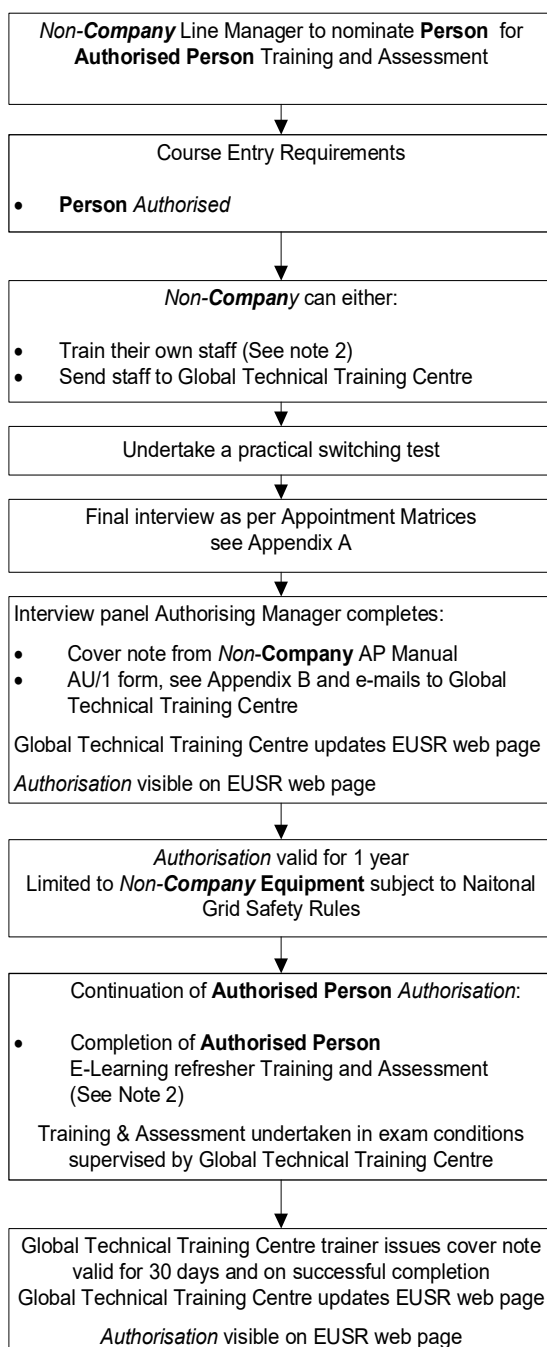 Non-Company Line Manager to nominate Person for
Authorised Person Training and Assessment
Course Entry Requirements
• Person Authorised
Non-Company can either:
• Train their own staff (See note 2)
• Send staff to Global Technical Training Centre
Undertake a practical switching test
Final interview as per Appointment Matrices
see Appendix A
Interview panel Authorising Manager completes:
• Cover note from Non-Company AP Manual
• AU/1 form, see Appendix B and e-mails to Global
Technical Training Centre
Global Technical Training Centre updates EUSR web page
Authorisation visible on EUSR web page
Authorisation valid for 1 year
Limited to Non-Company Equipment subject to Naitonal
Grid Safety Rules
Continuation of Authorised Person Authorisation:
• Completion of Authorised Person
E-Learning refresher Training and Assessment
(See Note 2)
Training & Assessment undertaken in exam conditions
supervised by Global Technical Training Centre
Global Technical Training Centre trainer issues cover note
valid for 30 days and on successful completion
Global Technical Training Centre updates EUSR web page
Authorisation visible on EUSR web page